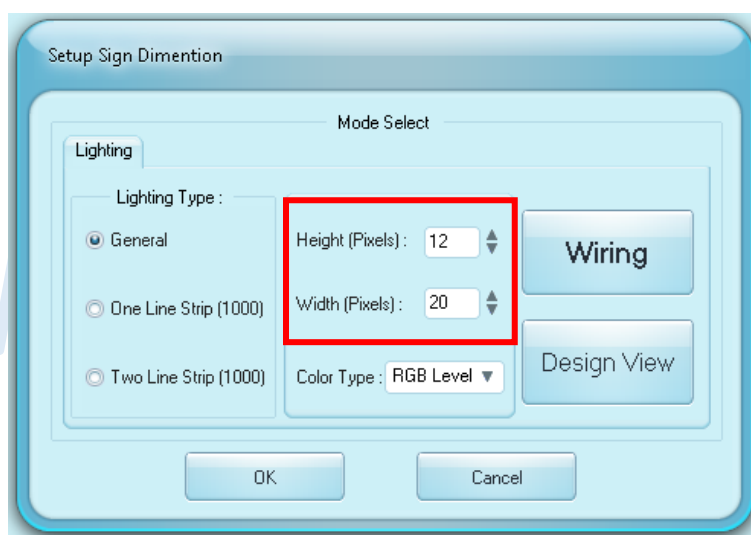 Setup Sign Dimention
Mode Select
Lighting
Lighting Type :
General
One Line Strip (1000)
Two Line Strip (1000)
Height (Pixels) : 12
Width (Pixels) : 20
Color Type : RGB Level
Wiring
Design View
OK
Cancel